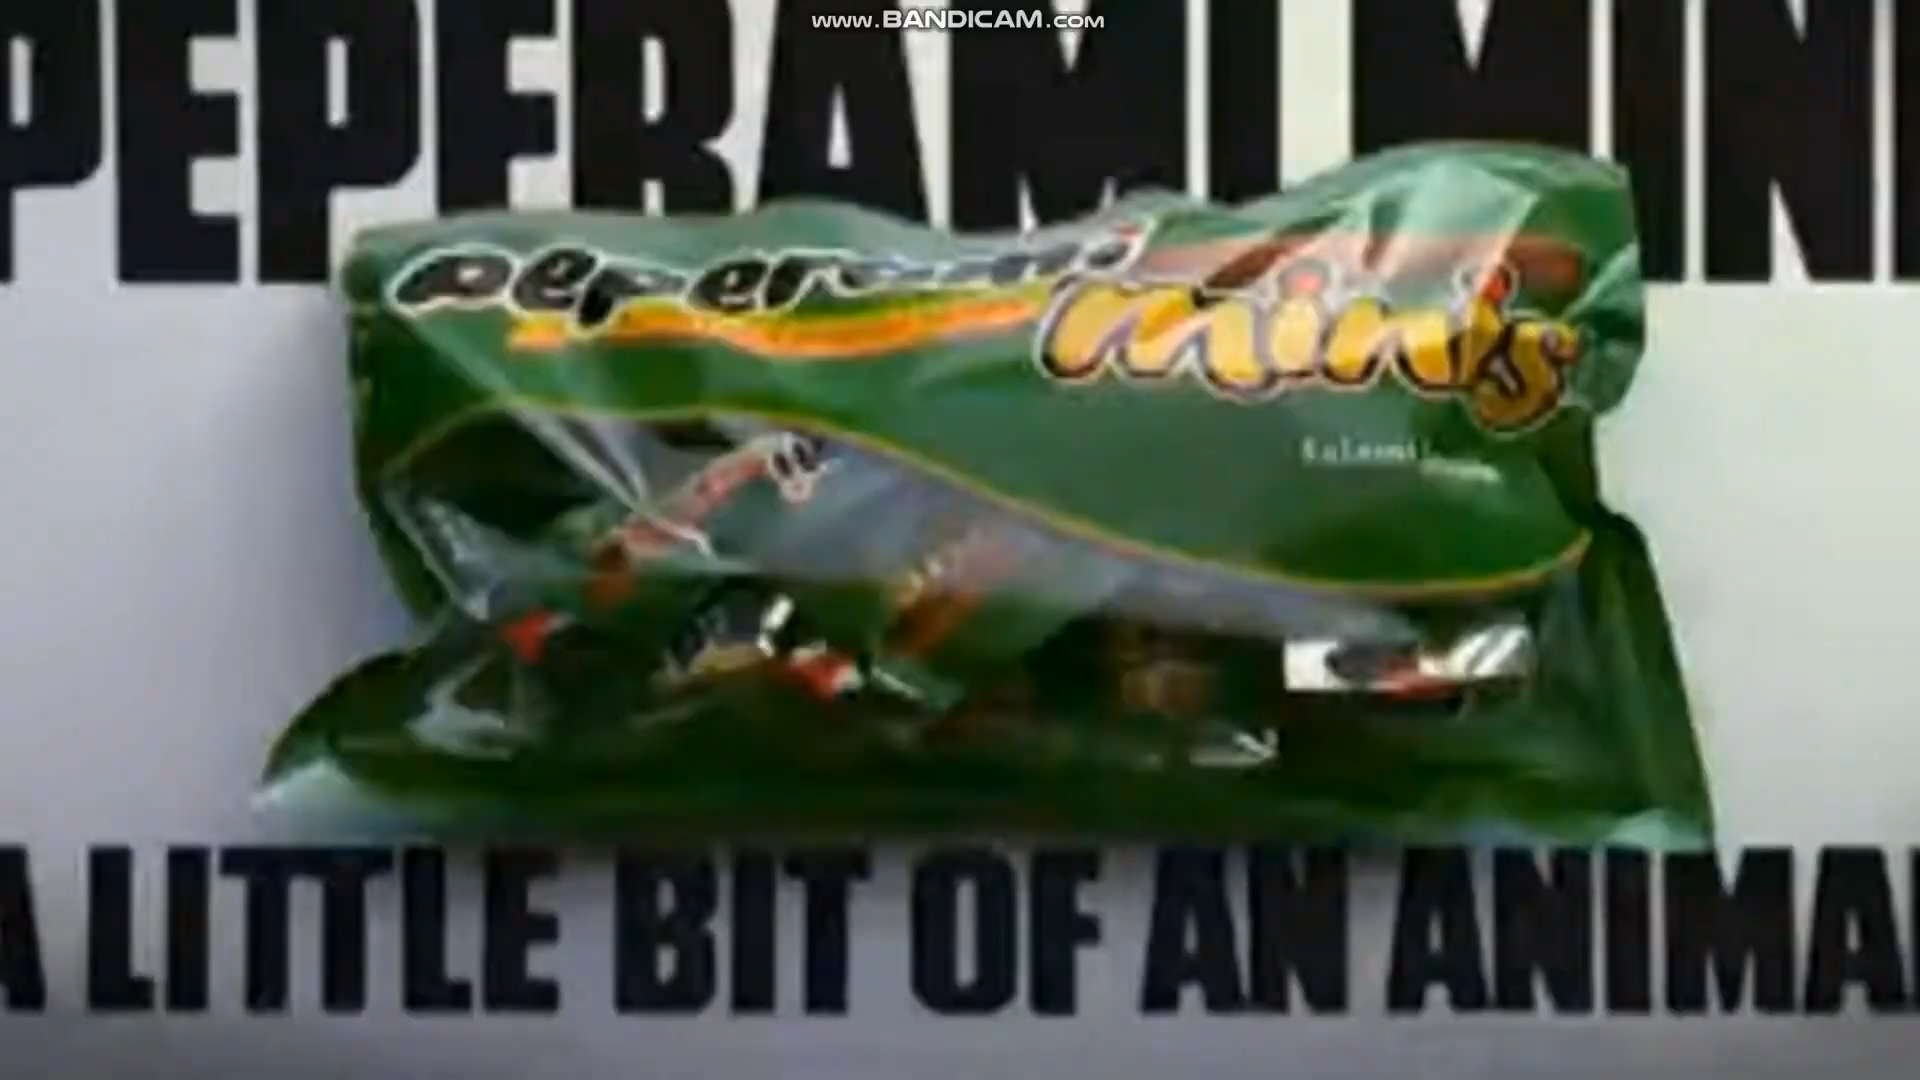 www.BANDICAM.com
PEPERAMI MINI
peperami
minis
A LITTLE BIT OF AN ANIMAL